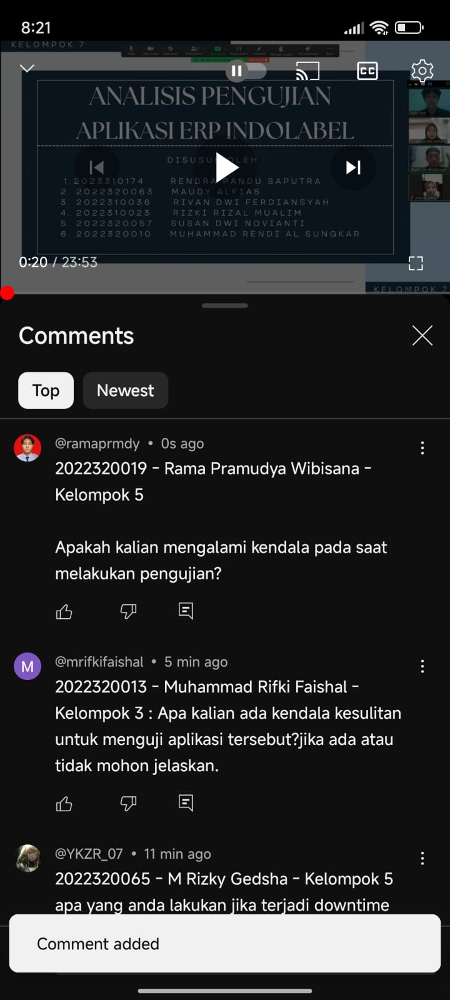 8:21
KELOMPOK 7
ANALISIS PENGUJIAN
APLIKASI ERP INDOLABEL
DISUSUN OLEH :
1. 2023310174 RENDRA PANDU SAPUTRA
2. 2022320063 MAUDY ALFIAS
3. 2022310036 RIVAN DWI FERDIANSYAH
4. 2022310023 RIZKI RIZAL MUALIM
5. 2022320057 SUSAN DWI NOVIANTI
6. 2022320010 MUHAMMAD RENDI AL SUNGKAR
CC
0:20 / 23:53
KELOMPOK 7
Comments
Top Newest
@ramaprmdy • 0s ago
2022320019 - Rama Pramudya Wibisana -
Kelompok 5
Apakah kalian mengalami kendala pada saat
melakukan pengujian?
M
@mrifkifaishal • 5 min ago
2022320013 - Muhammad Rifki Faishal -
Kelompok 3 : Apa kalian ada kendala kesulitan
untuk menguji aplikasi tersebut?jika ada atau
tidak mohon jelaskan.
@YKZR_07 • 11 min ago
2022320065 - M Rizky Gedsha - Kelompok 5
apa yang anda lakukan jika terjadi downtime
Comment added